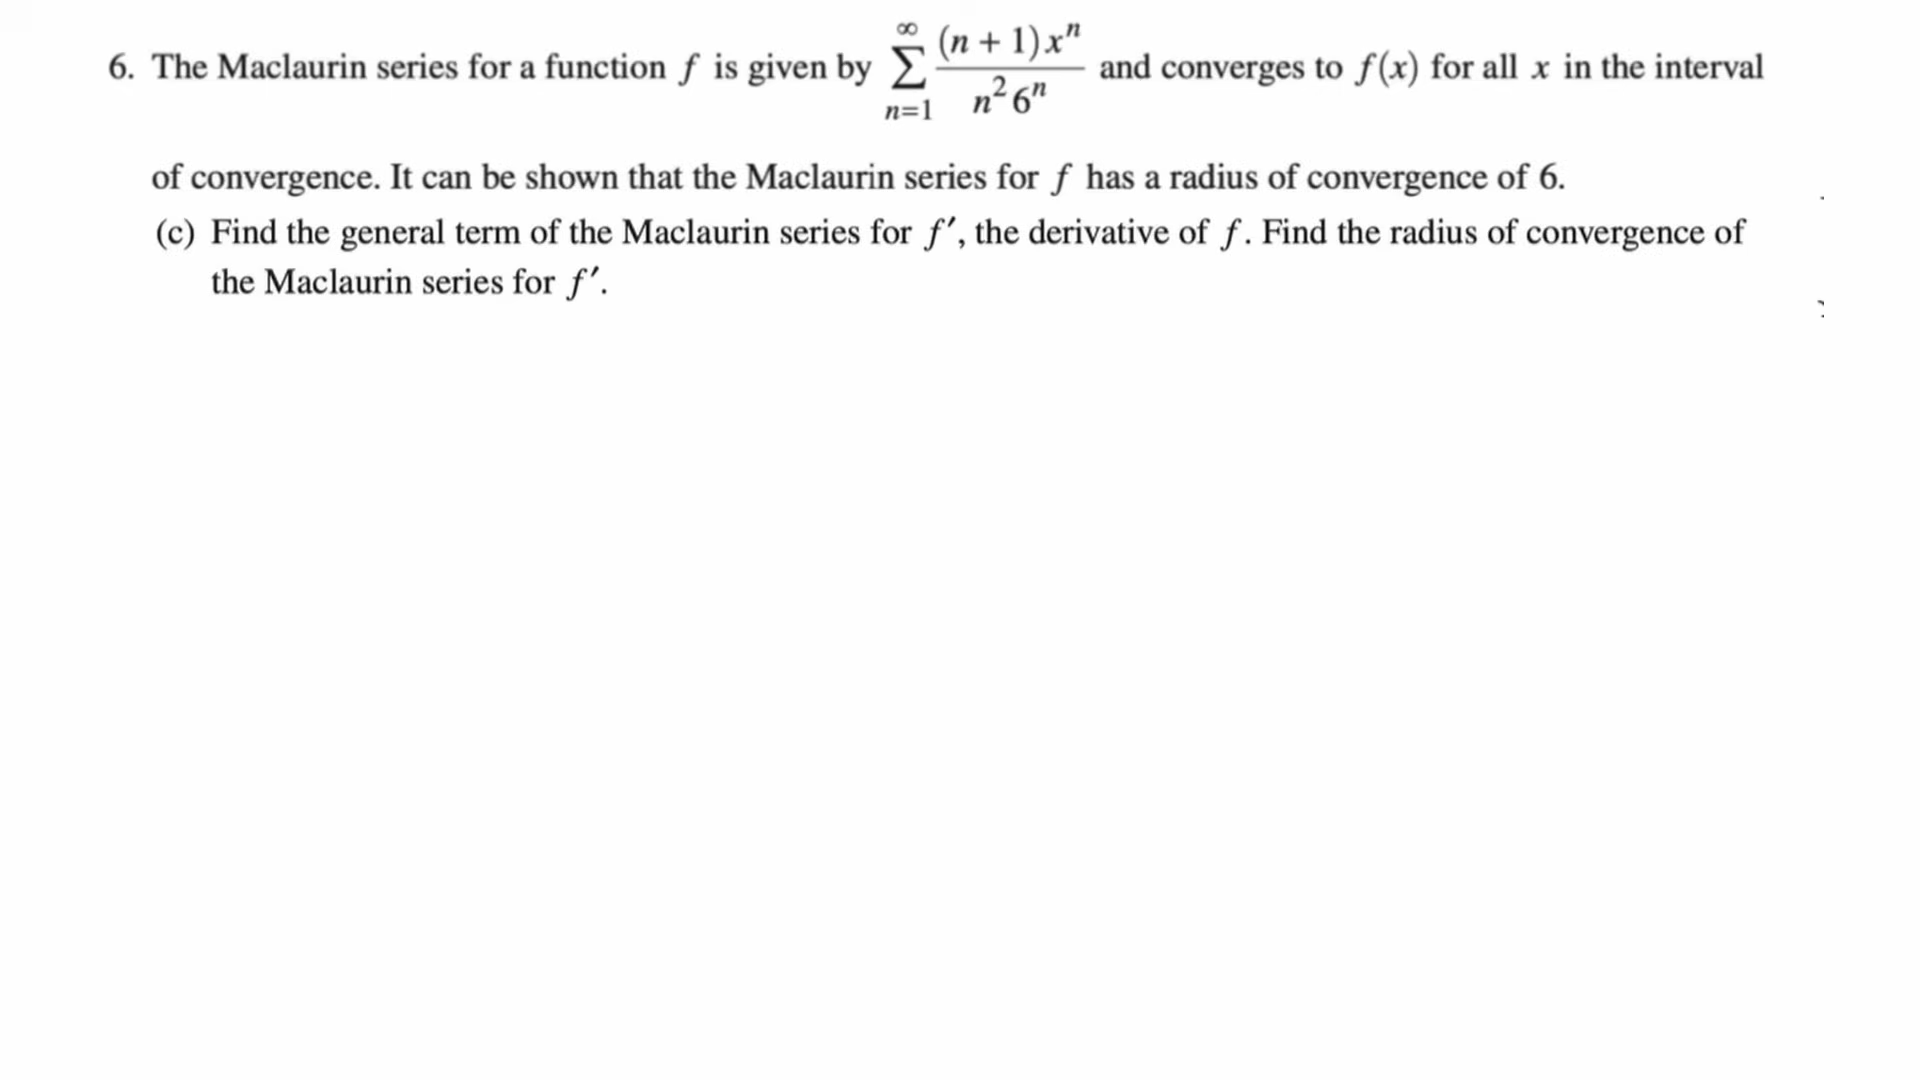 6. The Maclaurin series for a function f is given by \sum_{n=1}^{\infty} \frac{(n+1)x^n}{n^2 6^n} and converges to f(x) for all x in the interval
of convergence. It can be shown that the Maclaurin series for f has a radius of convergence of 6.
(c) Find the general term of the Maclaurin series for f′, the derivative of f. Find the radius of convergence of
the Maclaurin series for f′.